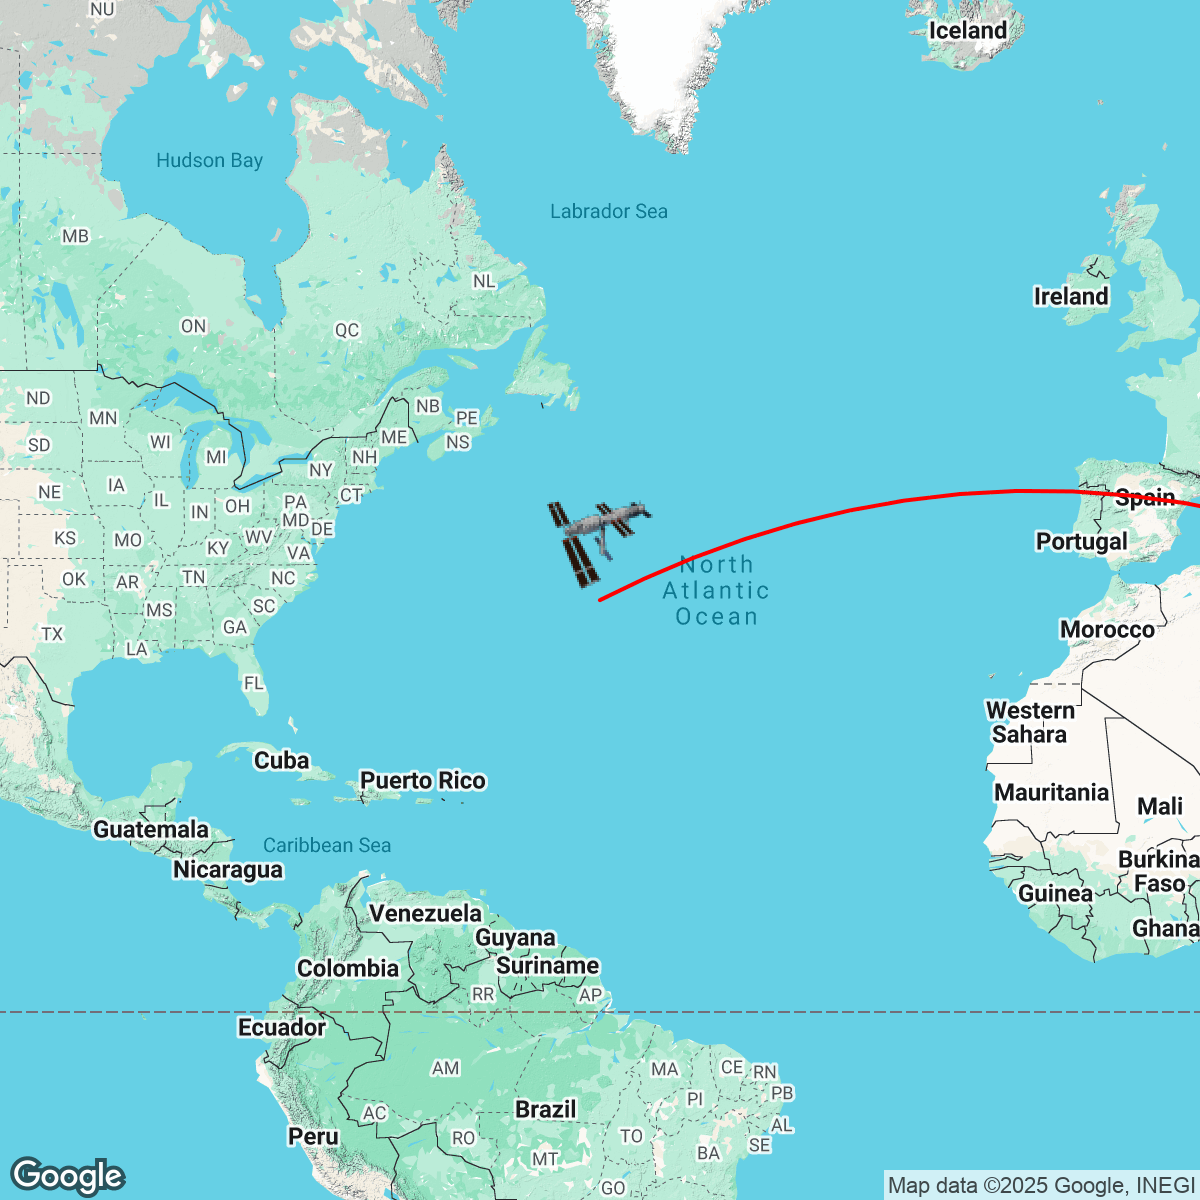 NU
Iceland
Hudson Bay
Labrador Sea
MB
NL
Ireland
ON
QC
ND
MN
NB
PE
ME
NS
SD
WI
MI
NH
NY
NE
IA
IL
IN
OH
PA
CT
Spain
MD
DE
KS
MO
KY
WV
VA
Portugal
North
Atlantic
Ocean
OK
AR
TN
NC
MS
SC
TX
GA
LA
Morocco
FL
Western
Sahara
Cuba
Puerto Rico
Mauritania
Mali
Guatemala
Caribbean Sea
Nicaragua
Burkina
Faso
Guinea
Venezuela
Guyana
Ghana
Suriname
Colombia
RR
AP
Ecuador
AM
MA
CE
RN
PI
PB
AC
Brazil
AL
Peru
RO
TO
SE
BA
MT
GO
Google
Map data ©2025 Google, INEGI